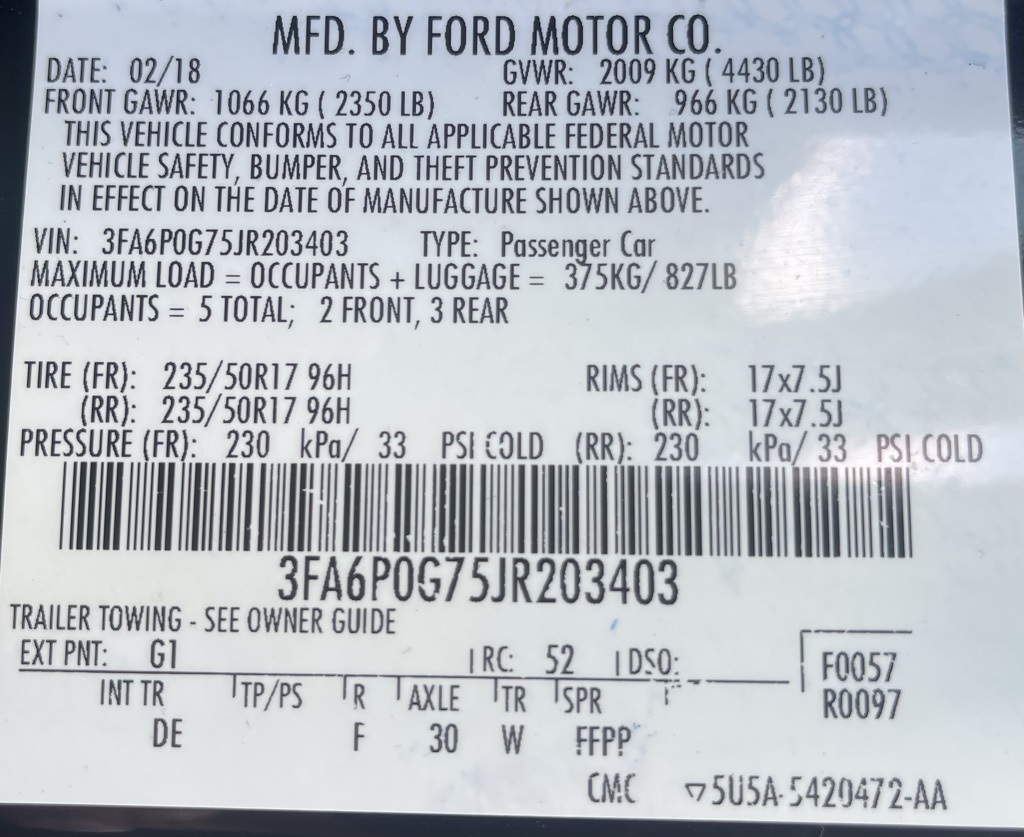 MFD. BY FORD MOTOR CO.
DATE: 02/18 GVWR: 2009 KG ( 4430 LB)
FRONT GAWR: 1066 KG ( 2350 LB) REAR GAWR: 966 KG ( 2130 LB)
THIS VEHICLE CONFORMS TO ALL APPLICABLE FEDERAL MOTOR
VEHICLE SAFETY, BUMPER, AND THEFT PREVENTION STANDARDS
IN EFFECT ON THE DATE OF MANUFACTURE SHOWN ABOVE.
VIN: 3FA6P0G75JR203403 TYPE: Passenger Car
MAXIMUM LOAD = OCCUPANTS + LUGGAGE = 375KG/ 827LB
OCCUPANTS = 5 TOTAL; 2 FRONT, 3 REAR
TIRE (FR): 235/50R17 96H RIMS (FR): 17x7.5J
(RR): 235/50R17 96H (RR): 17x7.5J
PRESSURE (FR): 230 kPa/ 33 PSI COLD (RR): 230 kPa/ 33 PSI COLD
3FA6P0G75JR203403
TRAILER TOWING - SEE OWNER GUIDE
EXT PNT: G1 RC: 52 DSO: F0057
INT TR TP/PS R AXLE TR SPR R0097
DE F 30 W FFPP
CMC ▽5U5A-5420472-AA